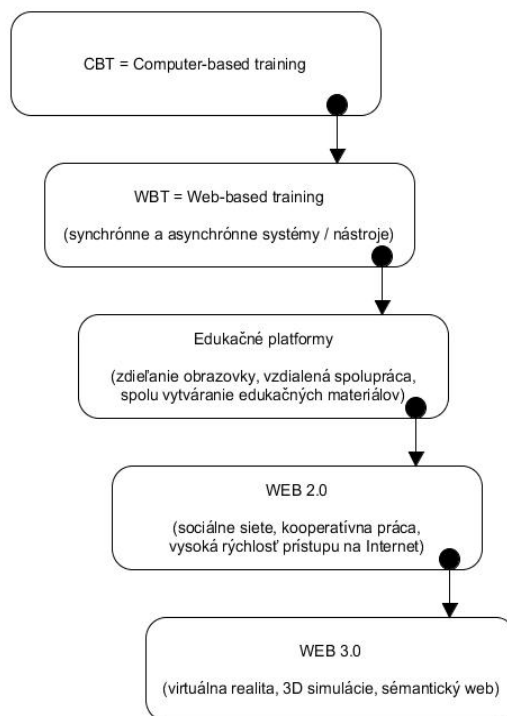 CBT = Computer-based training
WBT = Web-based training
(synchrónne a asynchrónne systémy / nástroje)
Edukačné platformy
(zdieľanie obrazovky, vzdialená spolupráca,
spolu vytváranie edukačných materiálov)
WEB 2.0
(sociálne siete, kooperatívna práca,
vysoká rýchlosť prístupu na Internet)
WEB 3.0
(virtuálna realita, 3D simulácie, sémantický web)